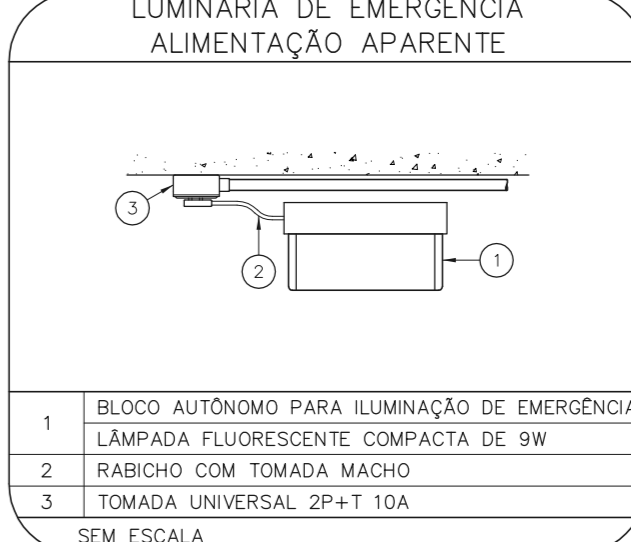 LUMINÁRIA DE EMERGÊNCIA
ALIMENTAÇÃO APARENTE
3
2
1
1
BLOCO AUTÔNOMO PARA ILUMINAÇÃO DE EMERGÊNCIA
LÂMPADA FLUORESCENTE COMPACTA DE 9W
2 RABICHO COM TOMADA MACHO
3 TOMADA UNIVERSAL 2P+T 10A
SEM ESCALA